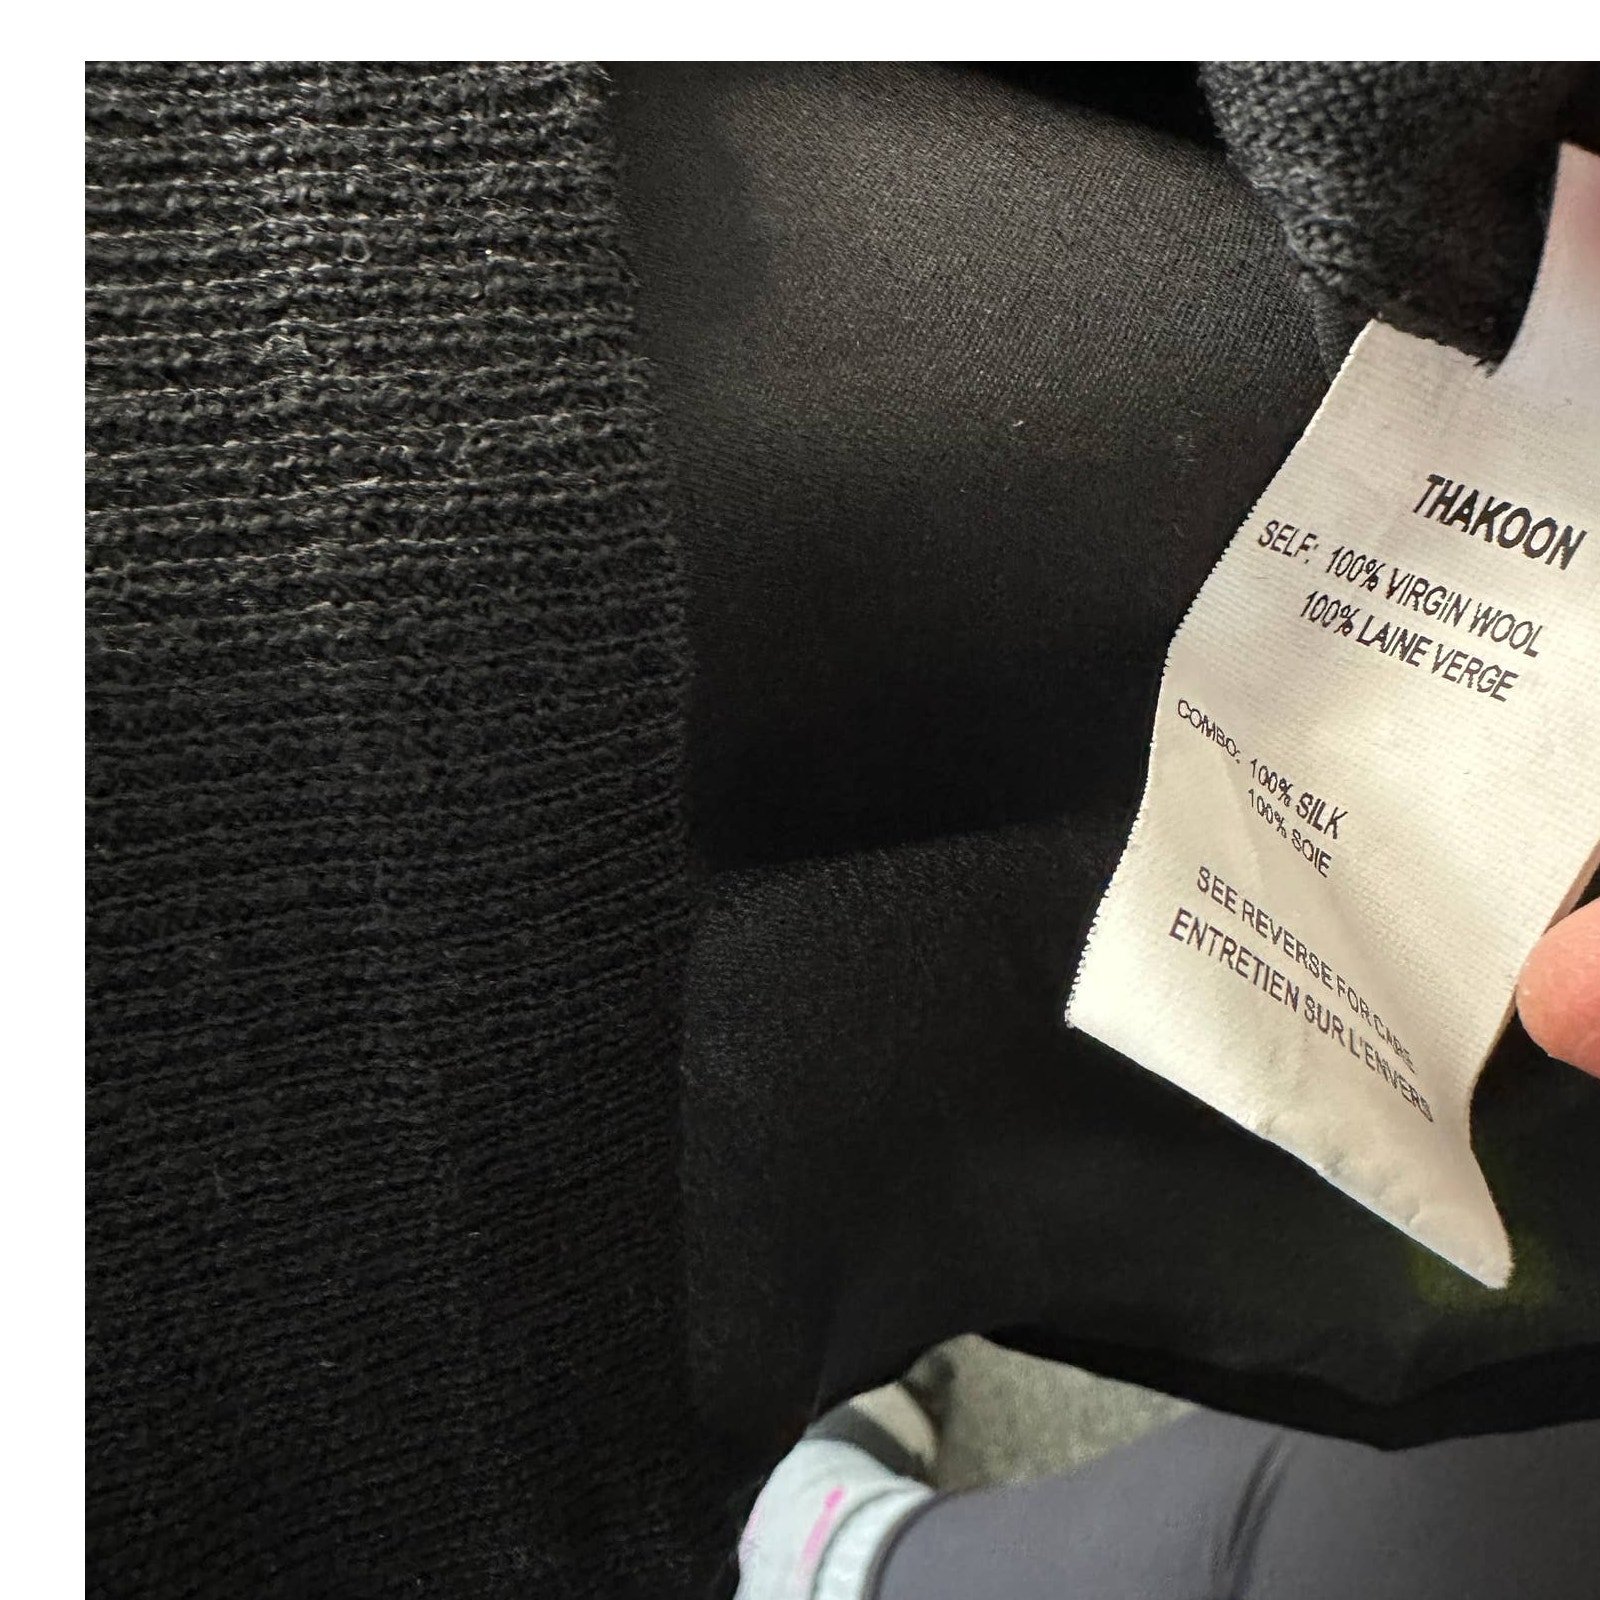 THAKOON
SELF: 100% VIRGIN WOOL
100% LAINE VERGE
COMBO: 100% SILK
100% SOIE
SEE REVERSE FOR CARE
ENTRETIEN SUR L'ENVERS